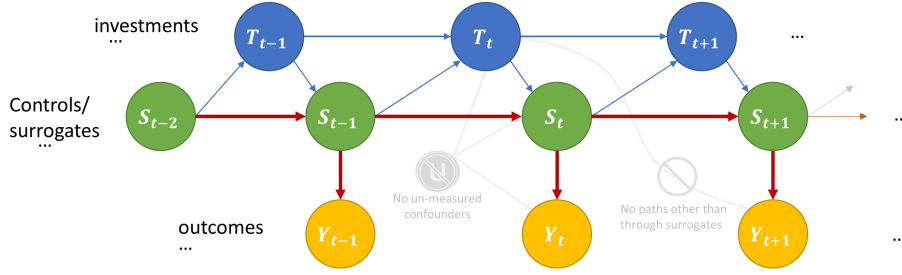 investments
...
T_{t-1}
T_t
T_{t+1}
...
Controls/
surrogates
...
S_{t-2}
S_{t-1}
S_t
S_{t+1}
..
U
No un-measured
confounders
No paths other than
through surrogates
outcomes
...
Y_{t-1}
Y_t
Y_{t+1}
..